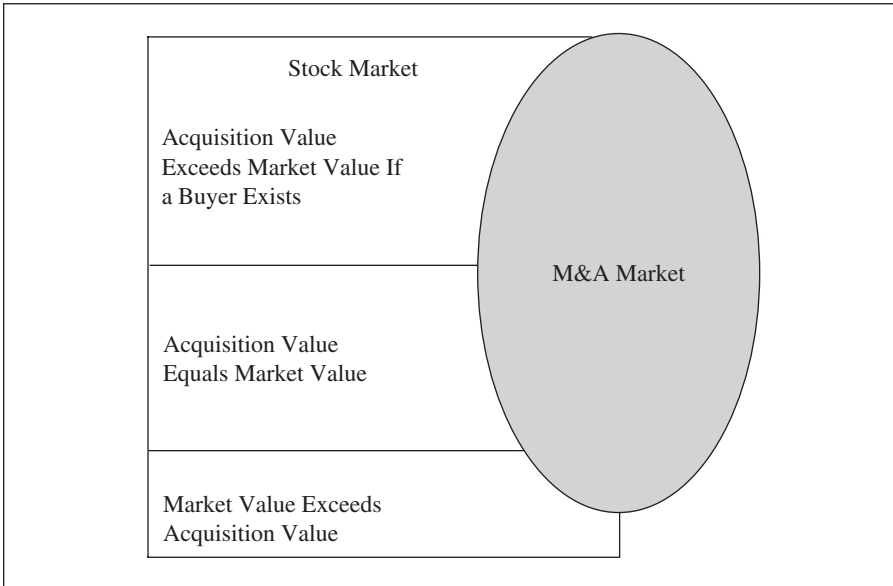 Stock Market
Acquisition Value
Exceeds Market Value If
a Buyer Exists
M&A Market
Acquisition Value
Equals Market Value
Market Value Exceeds
Acquisition Value